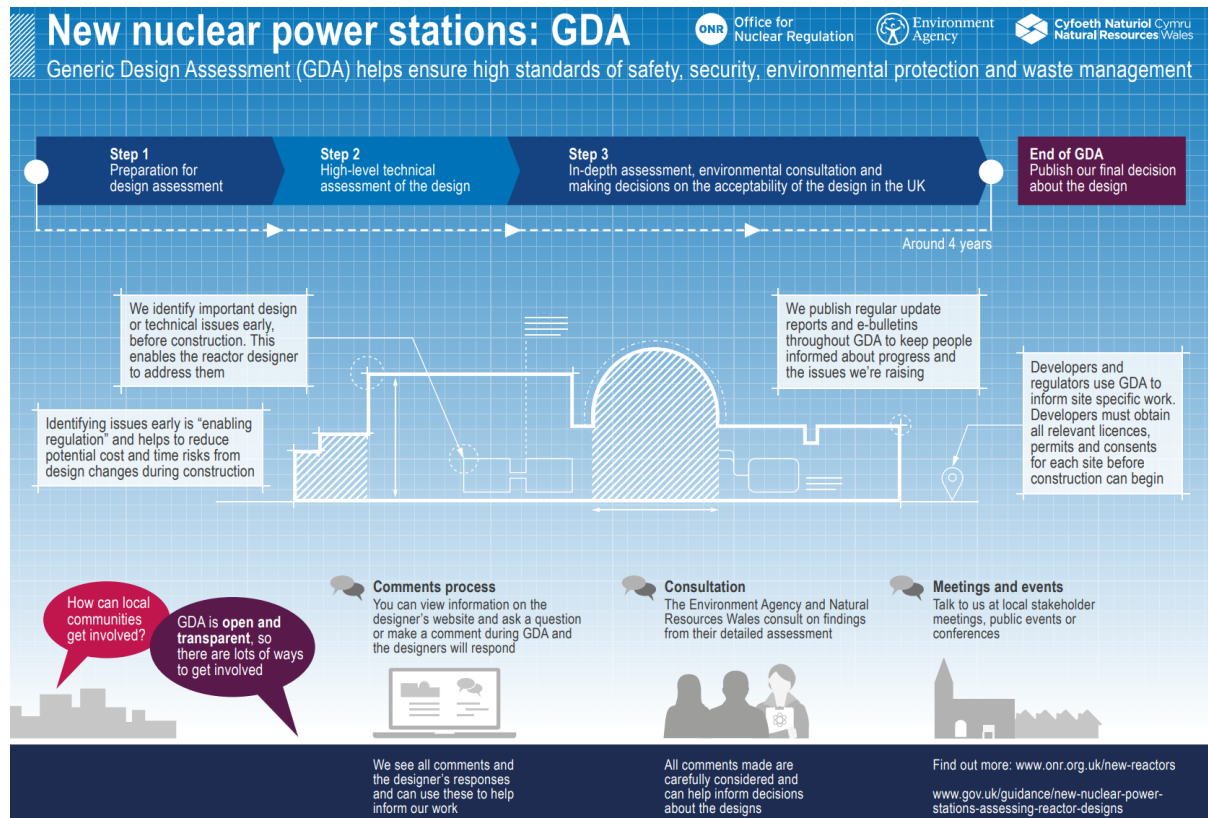 New nuclear power stations: GDA
ONR
Office for
Nuclear Regulation
Environment
Agency
Cyfoeth Naturiol Cymru
Natural Resources Wales
Generic Design Assessment (GDA) helps ensure high standards of safety, security, environmental protection and waste management
Step 1
Preparation for
design assessment
Step 2
High-level technical
assessment of the design
Step 3
In-depth assessment, environmental consultation and
making decisions on the acceptability of the design in the UK
End of GDA
Publish our final decision
about the design
Around 4 years
We identify important design
or technical issues early,
before construction. This
enables the reactor designer
to address them
We publish regular update
reports and e-bulletins
throughout GDA to keep people
informed about progress and
the issues we're raising
Developers and
regulators use GDA to
inform site specific work.
Developers must obtain
all relevant licences,
permits and consents
for each site before
construction can begin
Identifying issues early is “enabling
regulation” and helps to reduce
potential cost and time risks from
design changes during construction
How can local
communities
get involved?
GDA is open and
transparent, so
there are lots of ways
to get involved
Comments process
You can view information on the
designer's website and ask a question
or make a comment during GDA and
the designers will respond
Consultation
The Environment Agency and Natural
Resources Wales consult on findings
from their detailed assessment
Meetings and events
Talk to us at local stakeholder
meetings, public events or
conferences
We see all comments and
the designer's responses
and can use these to help
inform our work
All comments made are
carefully considered and
can help inform decisions
about the designs
Find out more: www.onr.org.uk/new-reactors
www.gov.uk/guidance/new-nuclear-power-
stations-assessing-reactor-designs